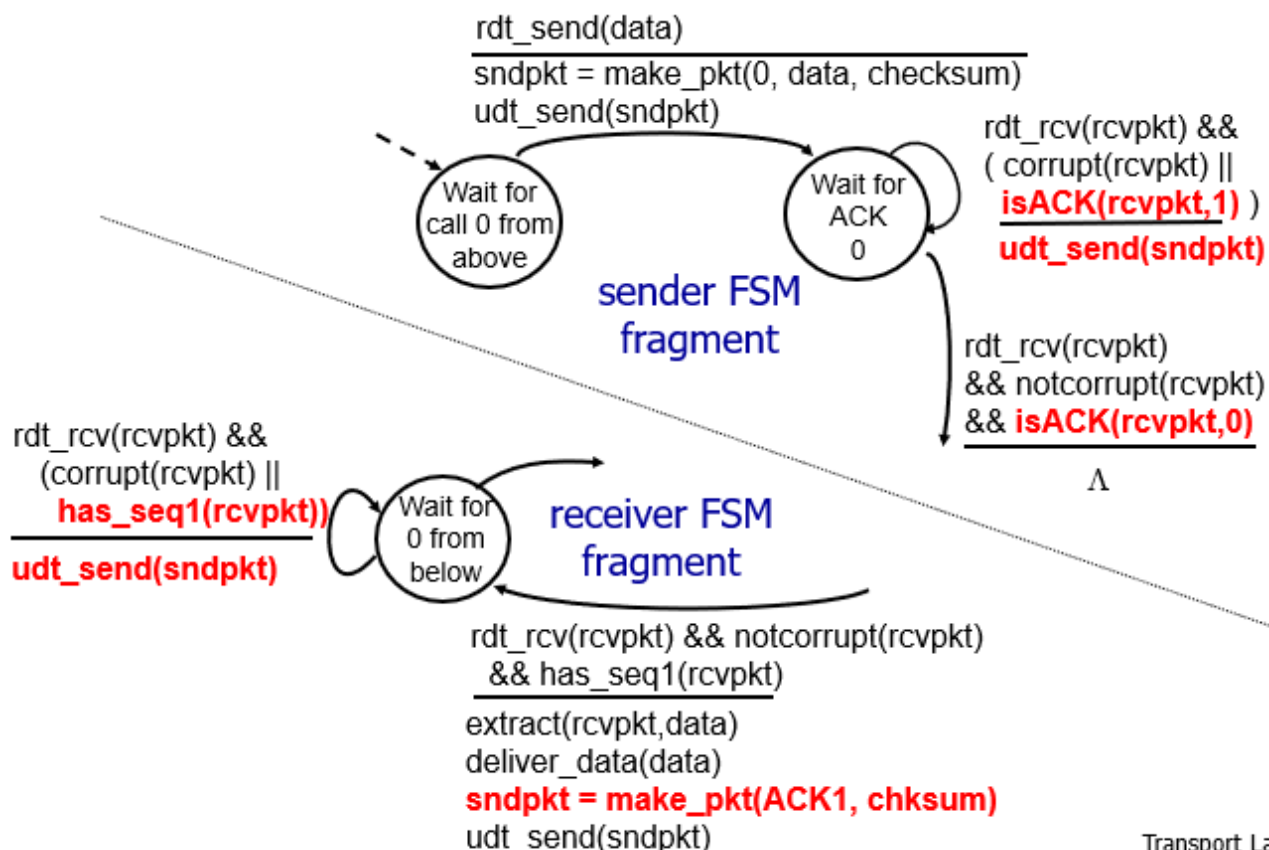 rdt_send(data)
sndpkt = make_pkt(0, data, checksum)
udt_send(sndpkt)
Wait for
call 0 from
above
Wait for
ACK
0
rdt_rcv(rcvpkt) &&
( corrupt(rcvpkt) ||
isACK(rcvpkt,1) )
udt_send(sndpkt)
sender FSM
fragment
rdt_rcv(rcvpkt)
&& notcorrupt(rcvpkt)
&& isACK(rcvpkt,0)
Λ
rdt_rcv(rcvpkt) &&
(corrupt(rcvpkt) ||
has_seq1(rcvpkt))
udt_send(sndpkt)
Wait for
0 from
below
receiver FSM
fragment
rdt_rcv(rcvpkt) && notcorrupt(rcvpkt)
&& has_seq1(rcvpkt)
extract(rcvpkt,data)
deliver_data(data)
sndpkt = make_pkt(ACK1, chksum)
udt_send(sndpkt)
Transport La